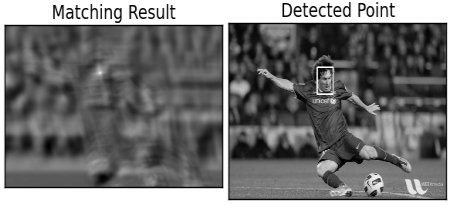 Matching Result
Detected Point
unicef